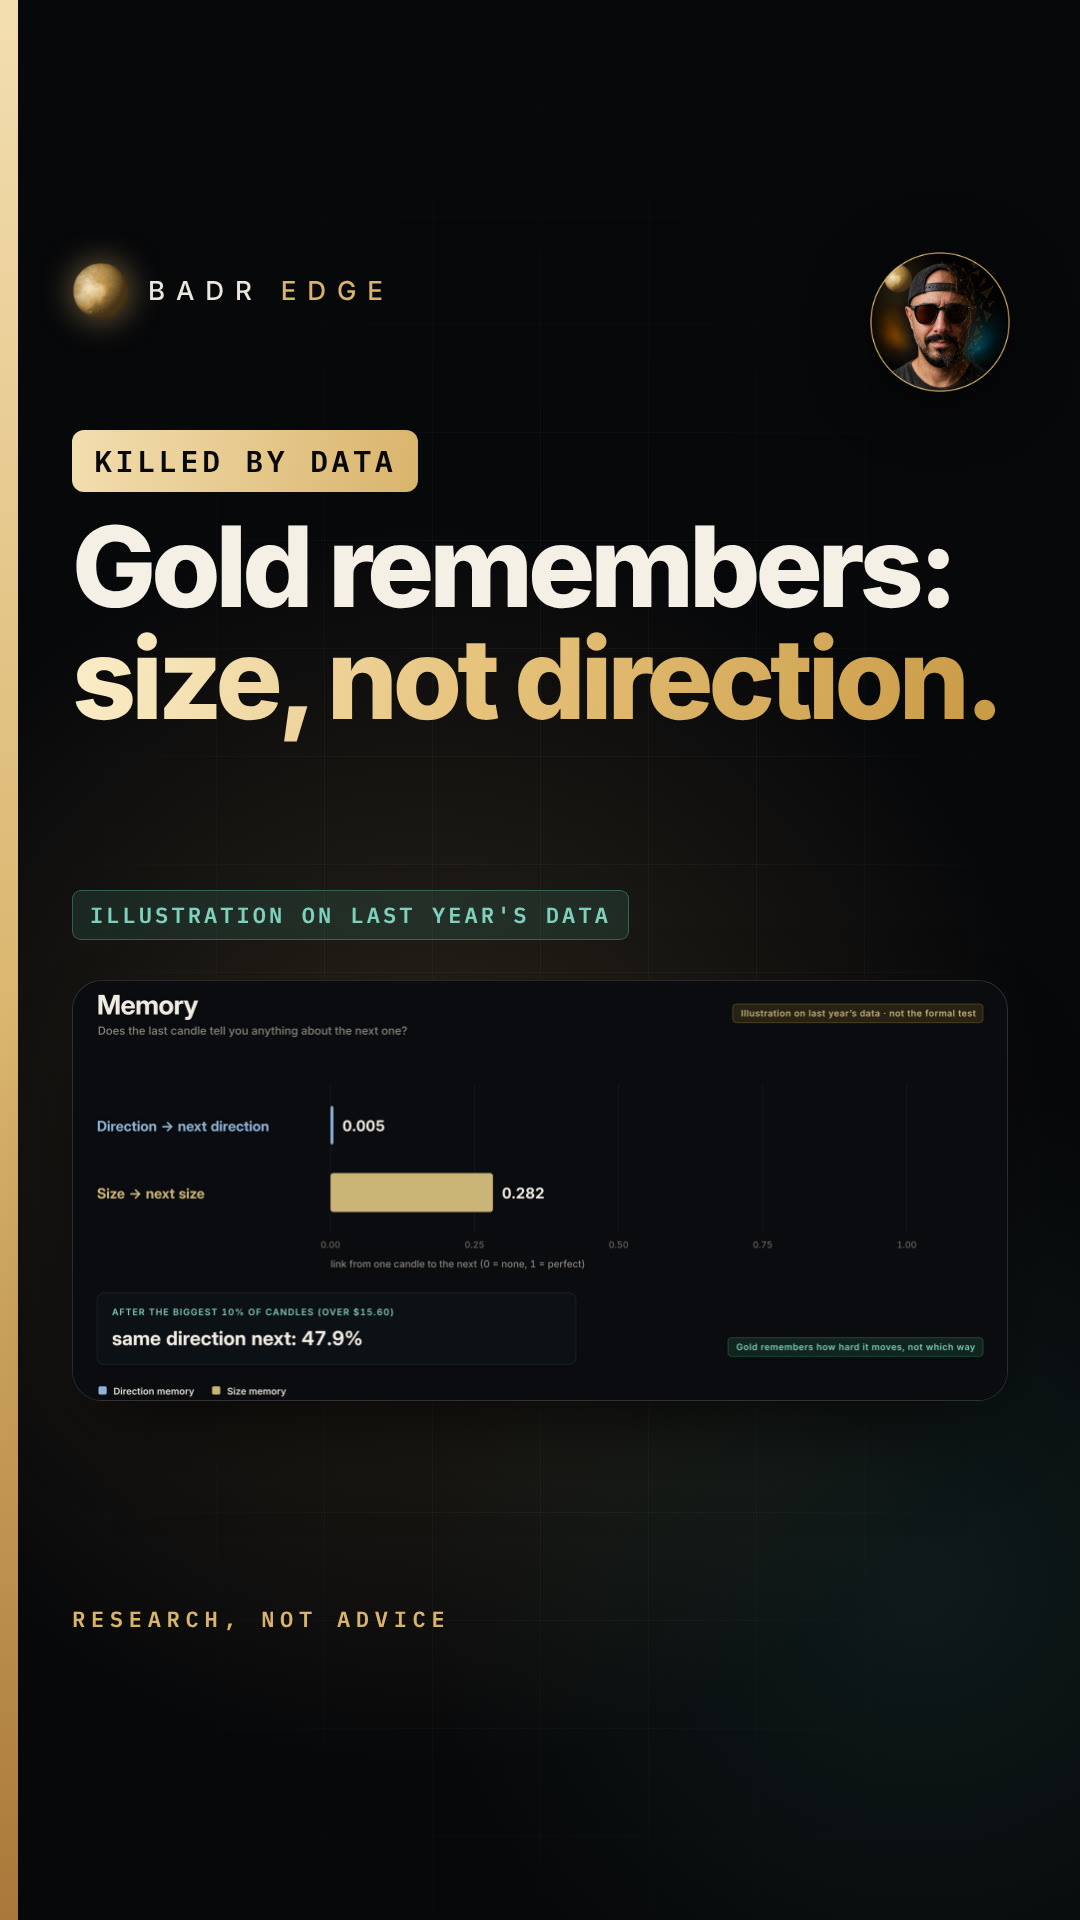 BADR EDGE
KILLED BY DATA
Gold remembers:
size, not direction.
ILLUSTRATION ON LAST YEAR'S DATA
Memory
Does the last candle tell you anything about the next one?
Illustration on last year's data · not the formal test
Direction → next direction
0.005
Size → next size
0.282
0.00 0.25 0.50 0.75 1.00
link from one candle to the next (0 = none, 1 = perfect)
AFTER THE BIGGEST 10% OF CANDLES (OVER $15.60)
same direction next: 47.9%
Gold remembers how hard it moves, not which way
Direction memory Size memory
RESEARCH, NOT ADVICE